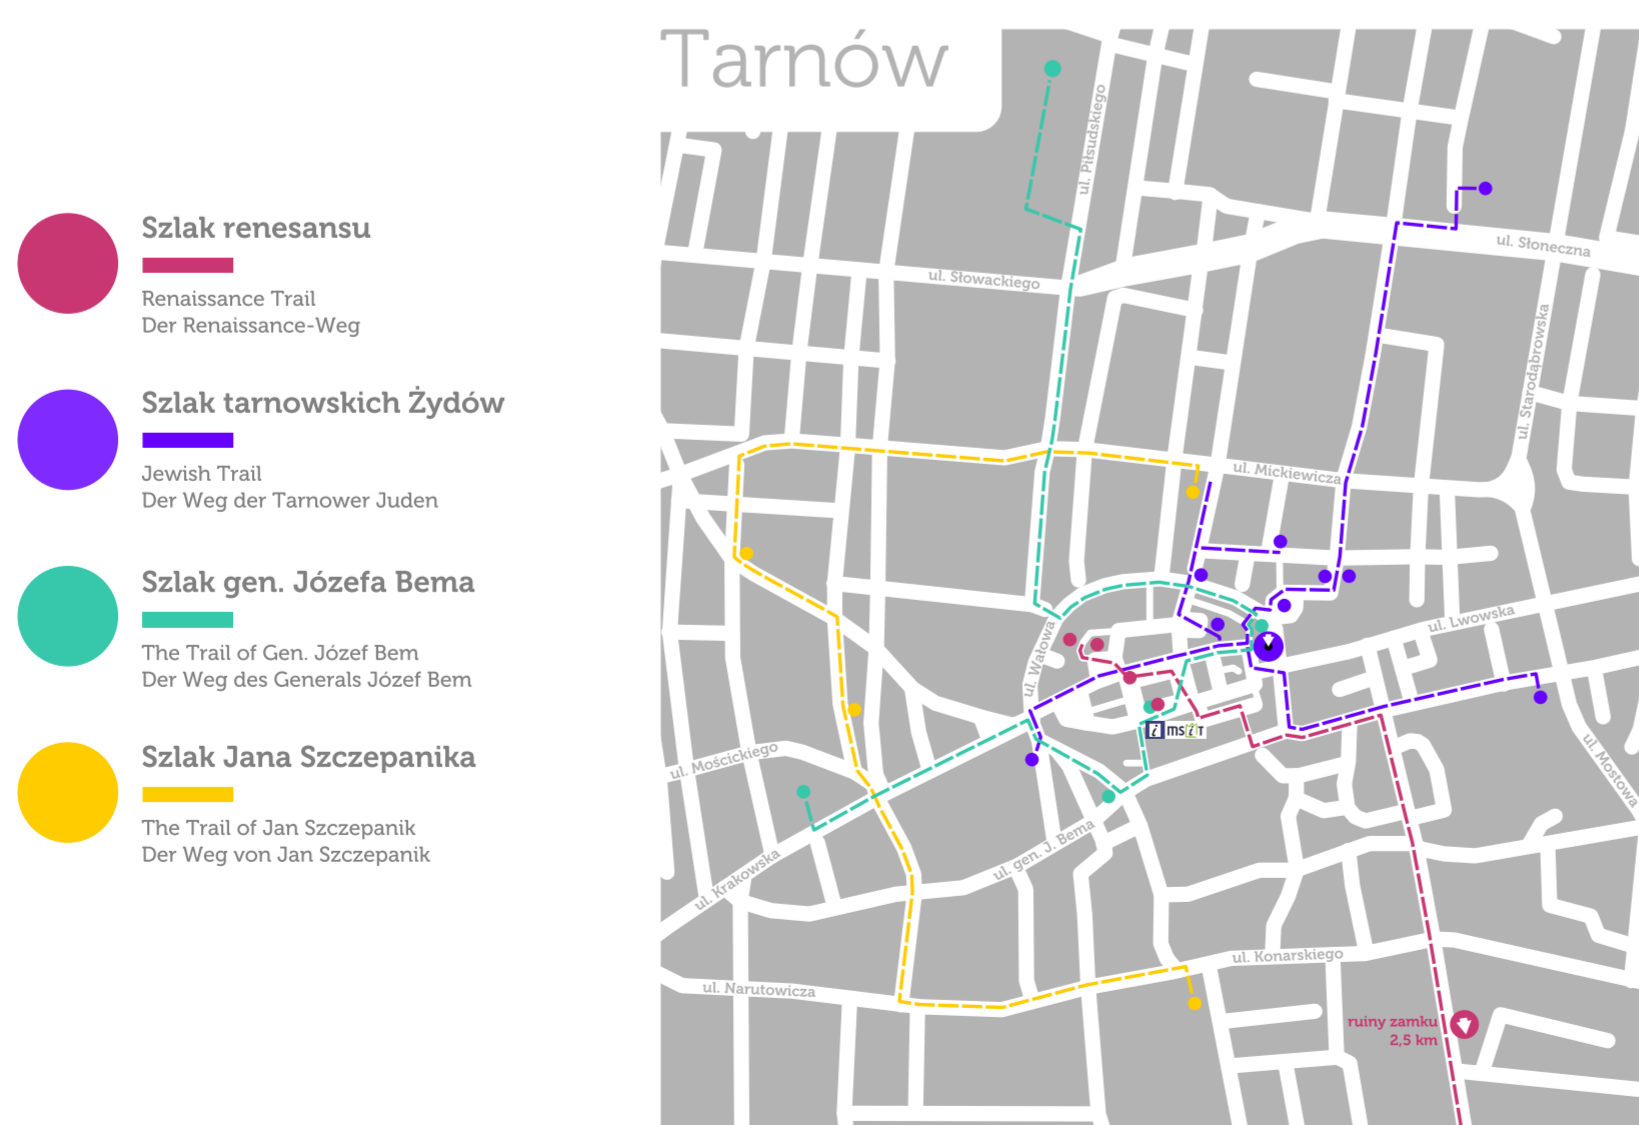 Tarnów
Szlak renesansu
Renaissance Trail
Der Renaissance-Weg
Szlak tarnowskich Żydów
Jewish Trail
Der Weg der Tarnower Juden
Szlak gen. Józefa Bema
The Trail of Gen. Józef Bem
Der Weg des Generals Józef Bem
Szlak Jana Szczepanika
The Trail of Jan Szczepanik
Der Weg von Jan Szczepanik
ul. Piłsudskiego
ul. Słoneczna
ul. Słowackiego
ul. Starodąbrowska
ul. Mickiewicza
ul. Lwowska
ul. Wałowa
i msiT
ul. Mościckiego
ul. Mostowa
ul. gen. J. Bema
ul. Krakowska
ul. Konarskiego
ul. Narutowicza
ruiny zamku
2,5 km